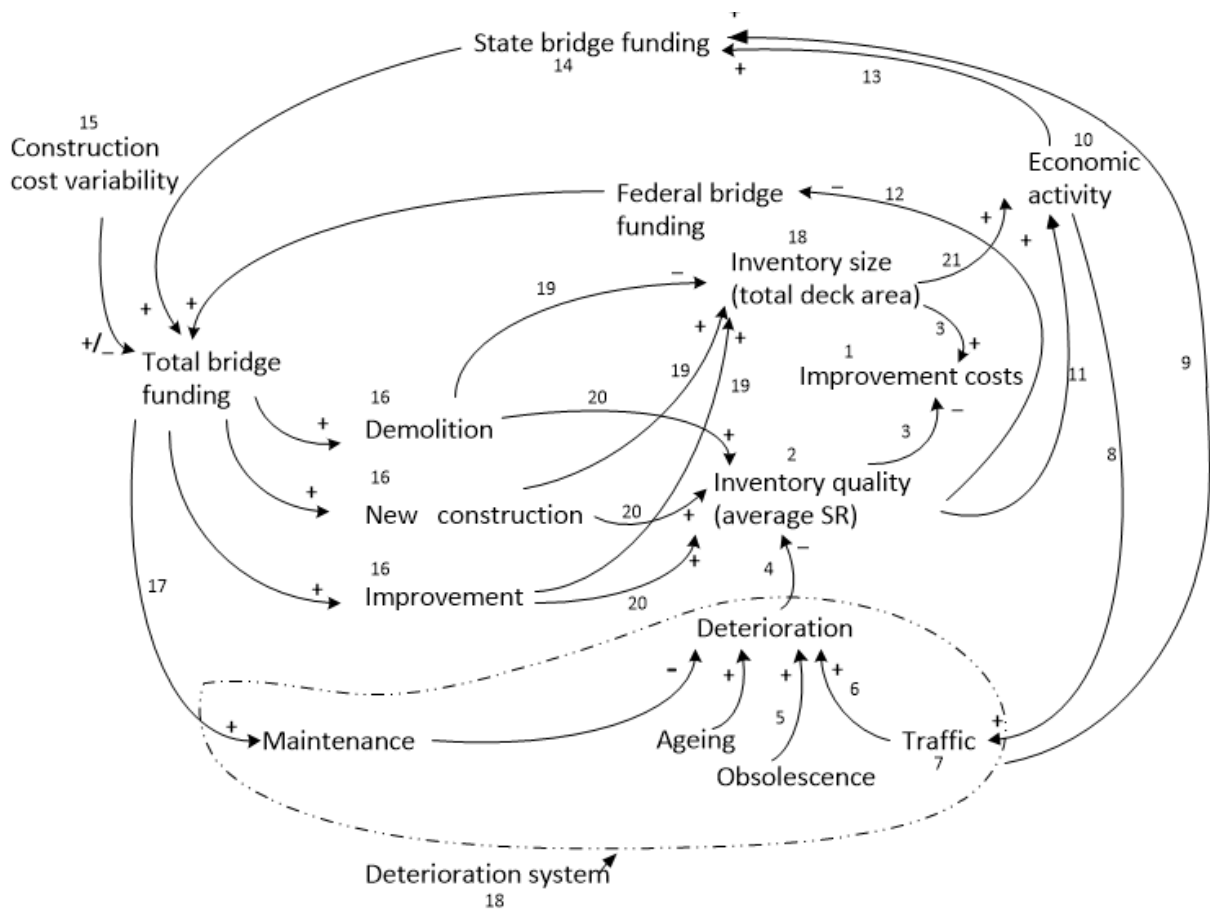 +
State bridge funding
14
+
13
15
Construction
cost variability
10
Economic
activity
Federal bridge
funding
–
12
18
Inventory size
(total deck area)
+
+
21
–
19
+
+
+/–
+
+
3
+
Total bridge
funding
1
Improvement costs
19
19
11
9
16
Demolition
+
20
+
3
–
8
2
Inventory quality
(average SR)
16
New construction
+
20
+
16
Improvement
+
20
+
4
–
17
Deterioration
-
+
+
+
6
5
+
Maintenance
+
Ageing
Obsolescence
Traffic
7
Deterioration system
18